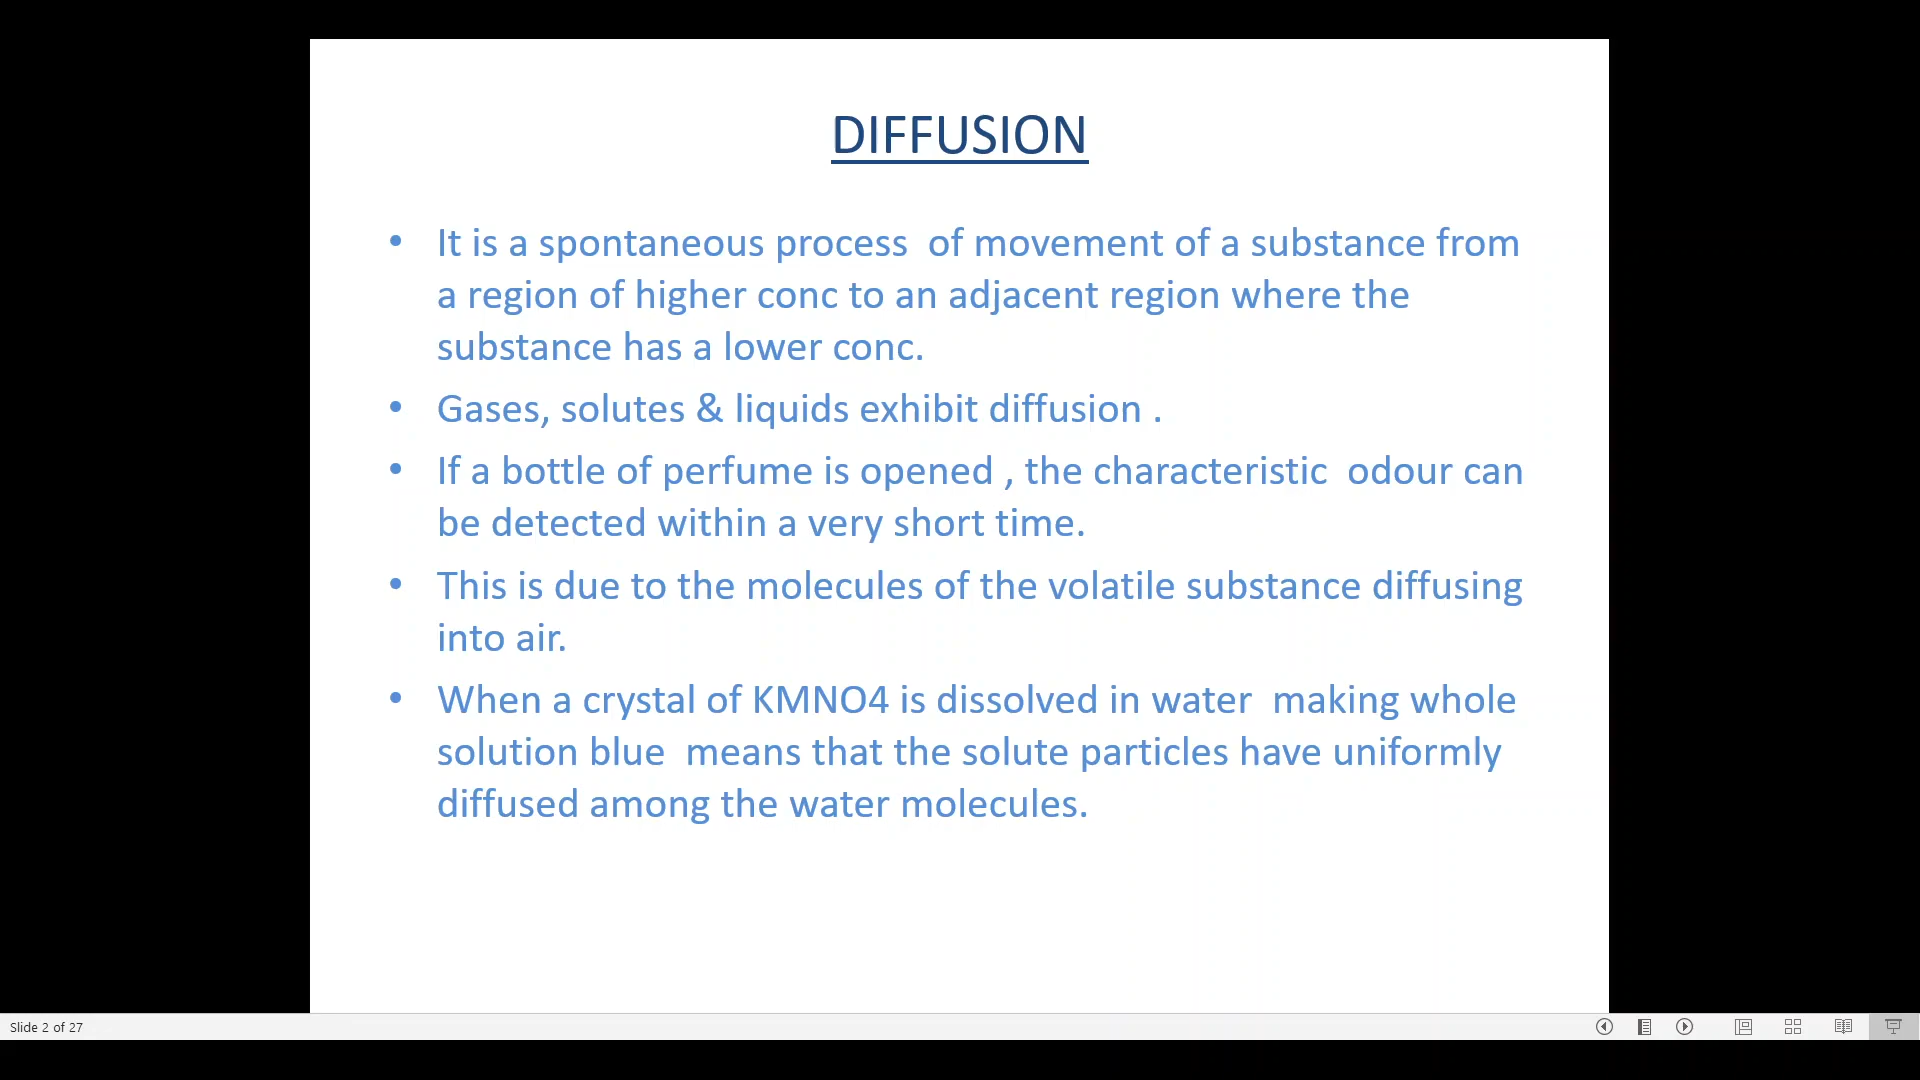 DIFFUSION
• It is a spontaneous process  of movement of a substance from
a region of higher conc to an adjacent region where the
substance has a lower conc.
• Gases, solutes & liquids exhibit diffusion .
• If a bottle of perfume is opened , the characteristic  odour can
be detected within a very short time.
• This is due to the molecules of the volatile substance diffusing
into air.
• When a crystal of KMNO4 is dissolved in water  making whole
solution blue  means that the solute particles have uniformly
diffused among the water molecules.
Slide 2 of 27